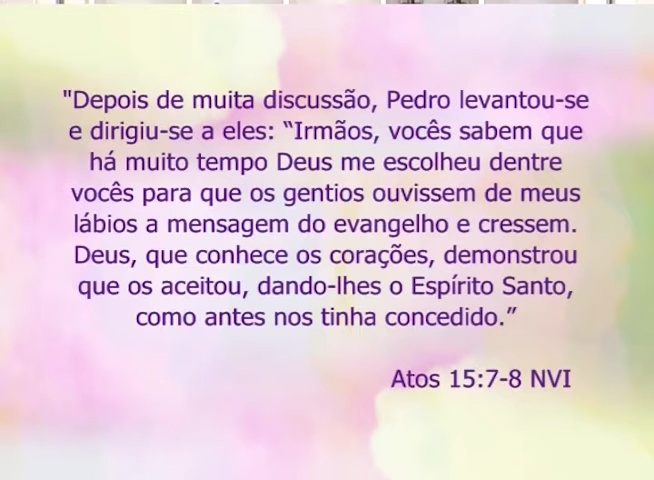 "Depois de muita discussão, Pedro levantou-se
e dirigiu-se a eles: “Irmãos, vocês sabem que
há muito tempo Deus me escolheu dentre
vocês para que os gentios ouvissem de meus
lábios a mensagem do evangelho e cressem.
Deus, que conhece os corações, demonstrou
que os aceitou, dando-lhes o Espírito Santo,
como antes nos tinha concedido.”
Atos 15:7-8 NVI